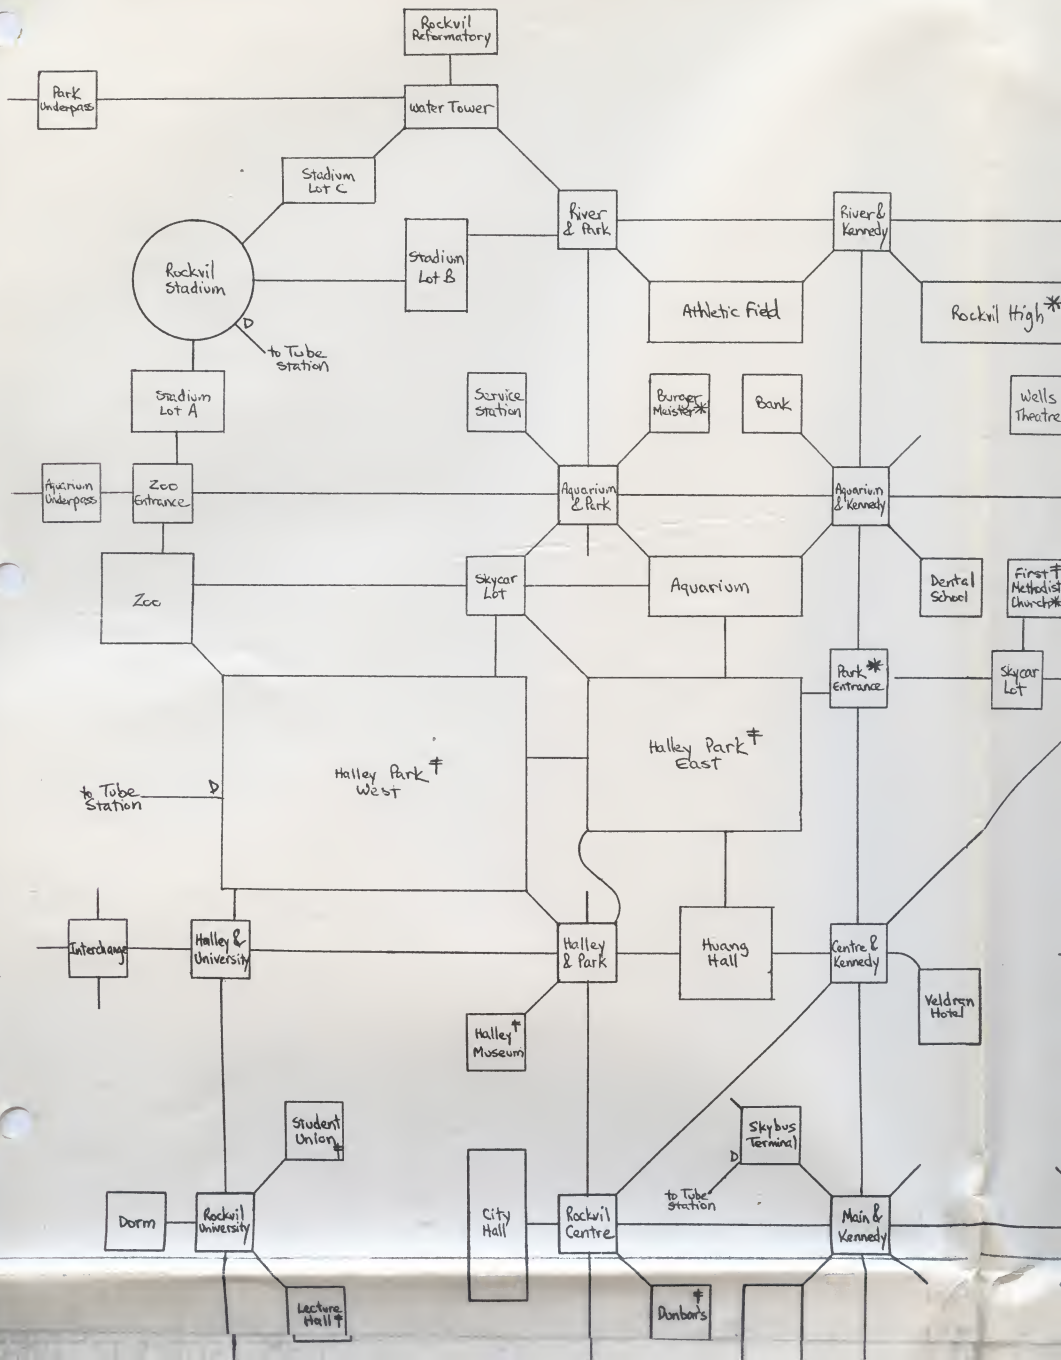 Rockvil
Reformatory
Park
Underpass
Water Tower
Stadium
Lot C
River
& Park
River &
Kennedy
Rockvil
Stadium
Stadium
Lot B
Athletic Field
Rockvil High*
D
to Tube
Station
Stadium
Lot A
Service
Station
Burger
Meister*
Bank
Wells
Theatre
Aquarium
Underpass
Zoo
Entrance
Aquarium
& Park
Aquarium
& Kennedy
Zoo
Skycar
Lot
Aquarium
Dental
School
First ‡
Methodist
Church*
Park *
Entrance
Skycar
Lot
Halley Park ‡
West
Halley Park ‡
East
D
to Tube
Station
Interchange
Halley &
University
Halley
& Park
Huang
Hall
Centre &
Kennedy
Veldran
Hotel
Halley ‡
Museum
Student
Union ‡
Skybus
Terminal
D
to Tube
Station
Dorm
Rockvil
University
City
Hall
Rockvil
Centre
Main &
Kennedy
Lecture
Hall ‡
‡
Dunbar's